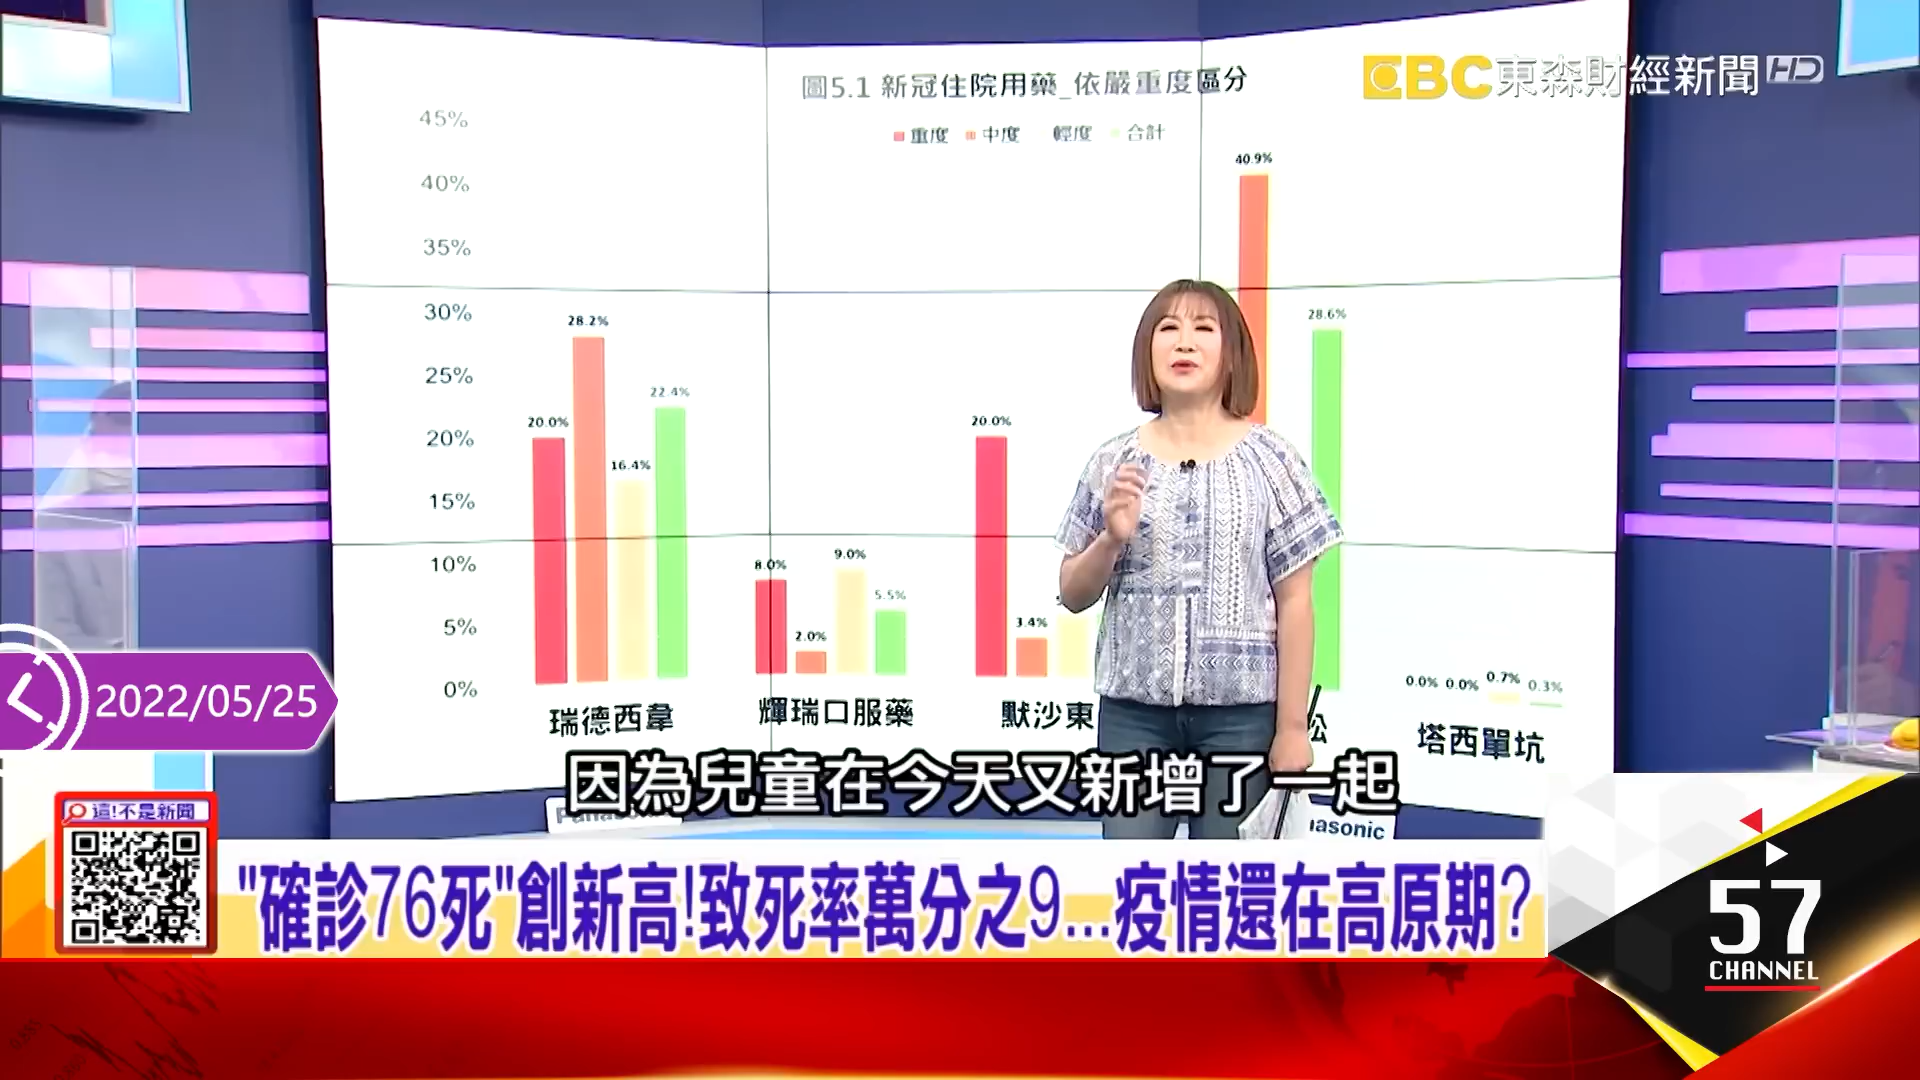 圖5.1 新冠住院用藥_依嚴重度區分
EBC東森財經新聞HD
重度 中度 輕度 合計
45%
40%
35%
30%
25%
20%
15%
10%
5%
0%
20.0%
28.2%
16.4%
22.4%
8.0%
2.0%
9.0%
5.5%
20.0%
3.4%
40.9%
28.6%
0.0%
0.0%
0.7%
0.3%
瑞德西韋
輝瑞口服藥
默沙東
松
塔西單坑
2022/05/25
因為兒童在今天又新增了一起
Panasonic
asonic
這!不是新聞
"確診76死"創新高!致死率萬分之9...疫情還在高原期?
57
CHANNEL